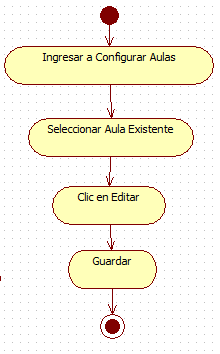 Ingresar a Configurar Aulas
Seleccionar Aula Existente
Clic en Editar
Guardar